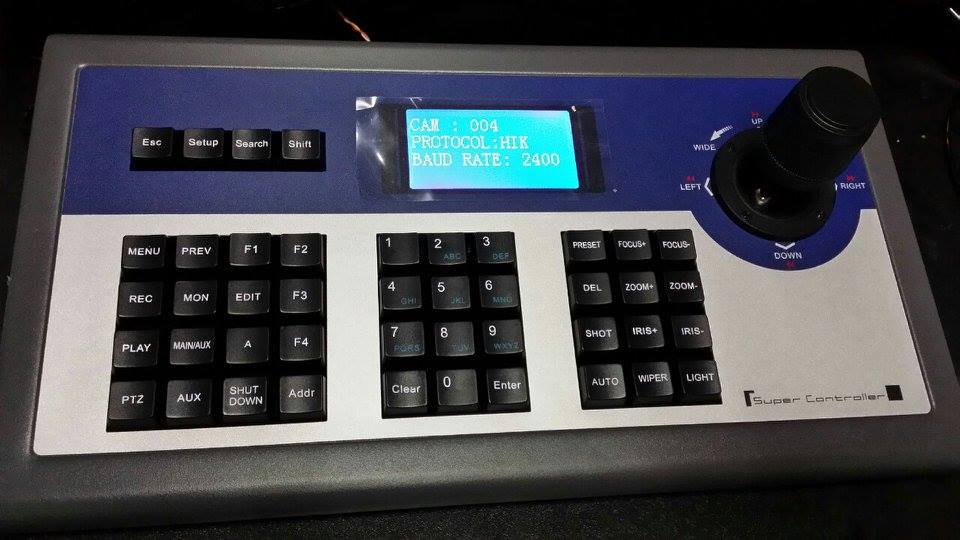 CAM : 004
PROTOCOL:HIK
BAUD RATE: 2400
Esc Setup Search Shift
UP
WIDE
LEFT RIGHT
DOWN
MENU PREV F1 F2
REC MON EDIT F3
PLAY MAIN/AUX A F4
PTZ AUX SHUT DOWN Addr
1 2 ABC 3 DEF
4 GHI 5 JKL 6 MNO
7 PQRS 8 TUV 9 WXYZ
Clear 0 Enter
PRESET FOCUS+ FOCUS-
DEL ZOOM+ ZOOM-
SHOT IRIS+ IRIS-
AUTO WIPER LIGHT
Super Controller